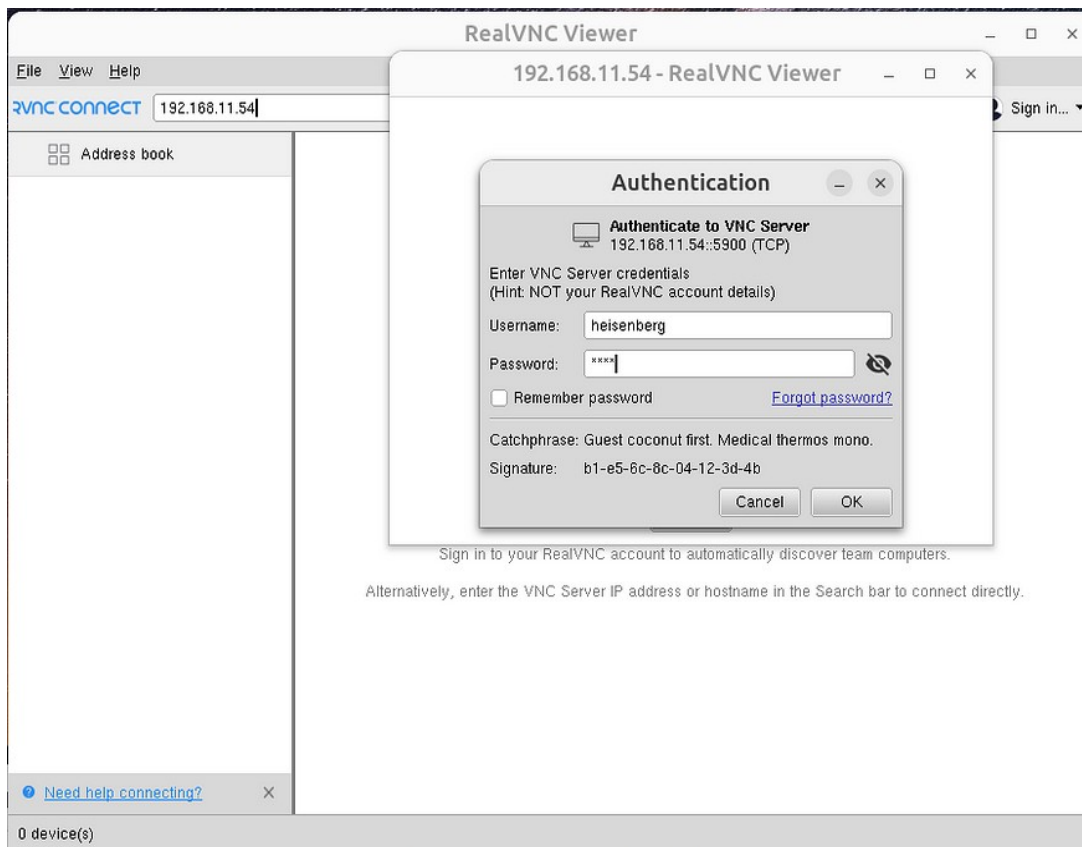 RealVNC Viewer
File View Help
192.168.11.54 - RealVNC Viewer
RVNC CONNECT 192.168.11.54
Sign in...
Address book
Authentication
Authenticate to VNC Server
192.168.11.54::5900 (TCP)
Enter VNC Server credentials
(Hint: NOT your RealVNC account details)
Username: heisenberg
Password: ****
Remember password Forgot password?
Catchphrase: Guest coconut first. Medical thermos mono.
Signature: b1-e5-6c-8c-04-12-3d-4b
Cancel OK
Sign in to your RealVNC account to automatically discover team computers.
Alternatively, enter the VNC Server IP address or hostname in the Search bar to connect directly.
Need help connecting?
0 device(s)